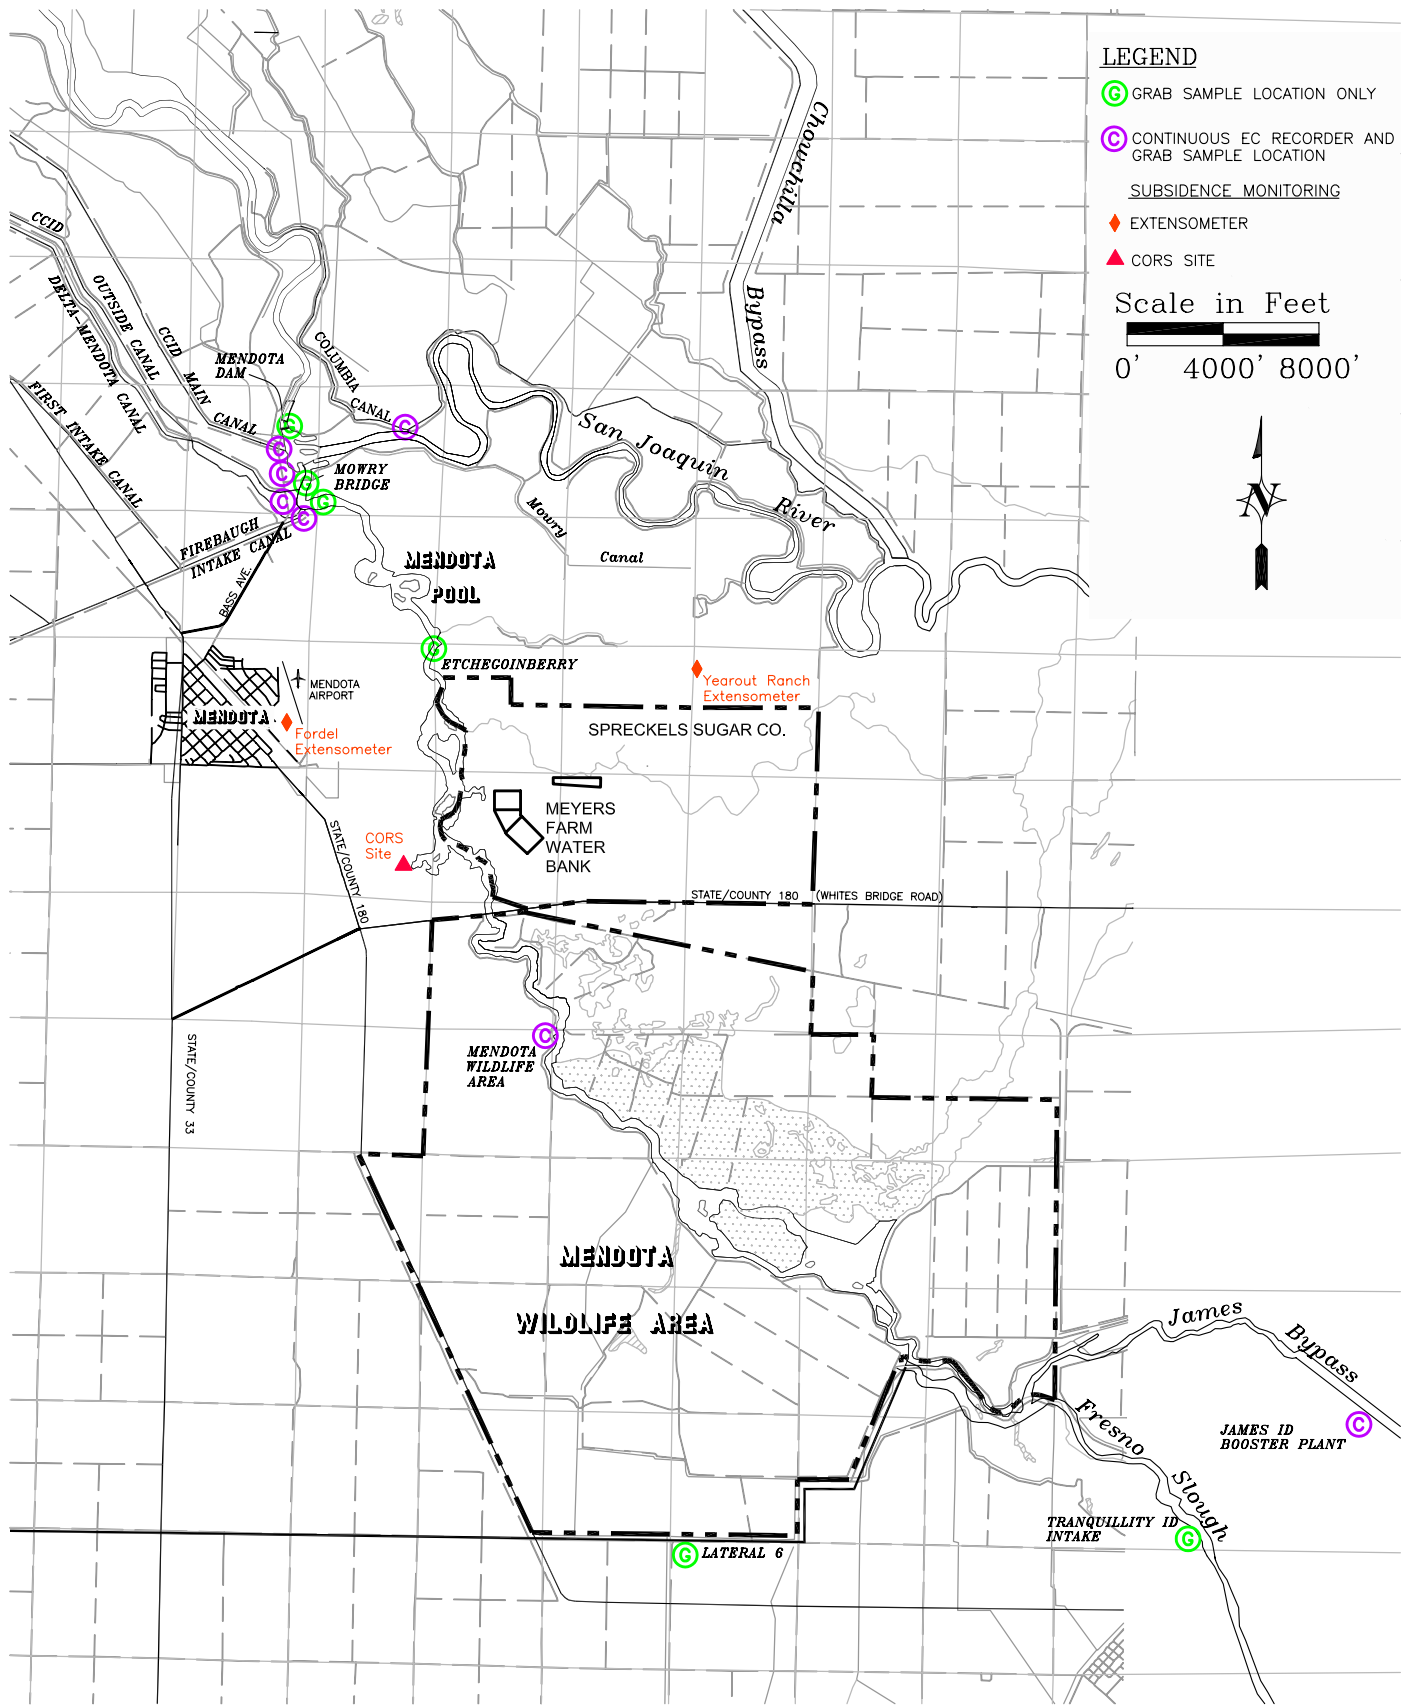 LEGEND
G GRAB SAMPLE LOCATION ONLY
C CONTINUOUS EC RECORDER AND
GRAB SAMPLE LOCATION
SUBSIDENCE MONITORING
EXTENSOMETER
CORS SITE
Scale in Feet
0' 4000' 8000'
N
Chowchilla
Bypass
CCID
OUTSIDE CANAL
DELTA-MENDOTA CANAL
CCID MAIN CANAL
FIRST INTAKE CANAL
MENDOTA
DAM
COLUMBIA
CANAL
G
C
C
C
G
C
G
C
MOWRY
BRIDGE
San Joaquin
River
Mowry
Canal
FIREBAUGH
INTAKE CANAL
BASS AVE.
MENDOTA
POOL
G
ETCHEGOINBERRY
Yearout Ranch
Extensometer
MENDOTA
AIRPORT
MENDOTA
Fordel
Extensometer
SPRECKELS SUGAR CO.
MEYERS
FARM
WATER
BANK
CORS
Site
STATE/COUNTY 180
STATE/COUNTY 180 (WHITES BRIDGE ROAD)
STATE/COUNTY 33
C
MENDOTA
WILDLIFE
AREA
MENDOTA
WILDLIFE AREA
James
Bypass
C
JAMES ID
BOOSTER PLANT
Fresno
Slough
TRANQUILLITY ID
INTAKE
G
G LATERAL 6